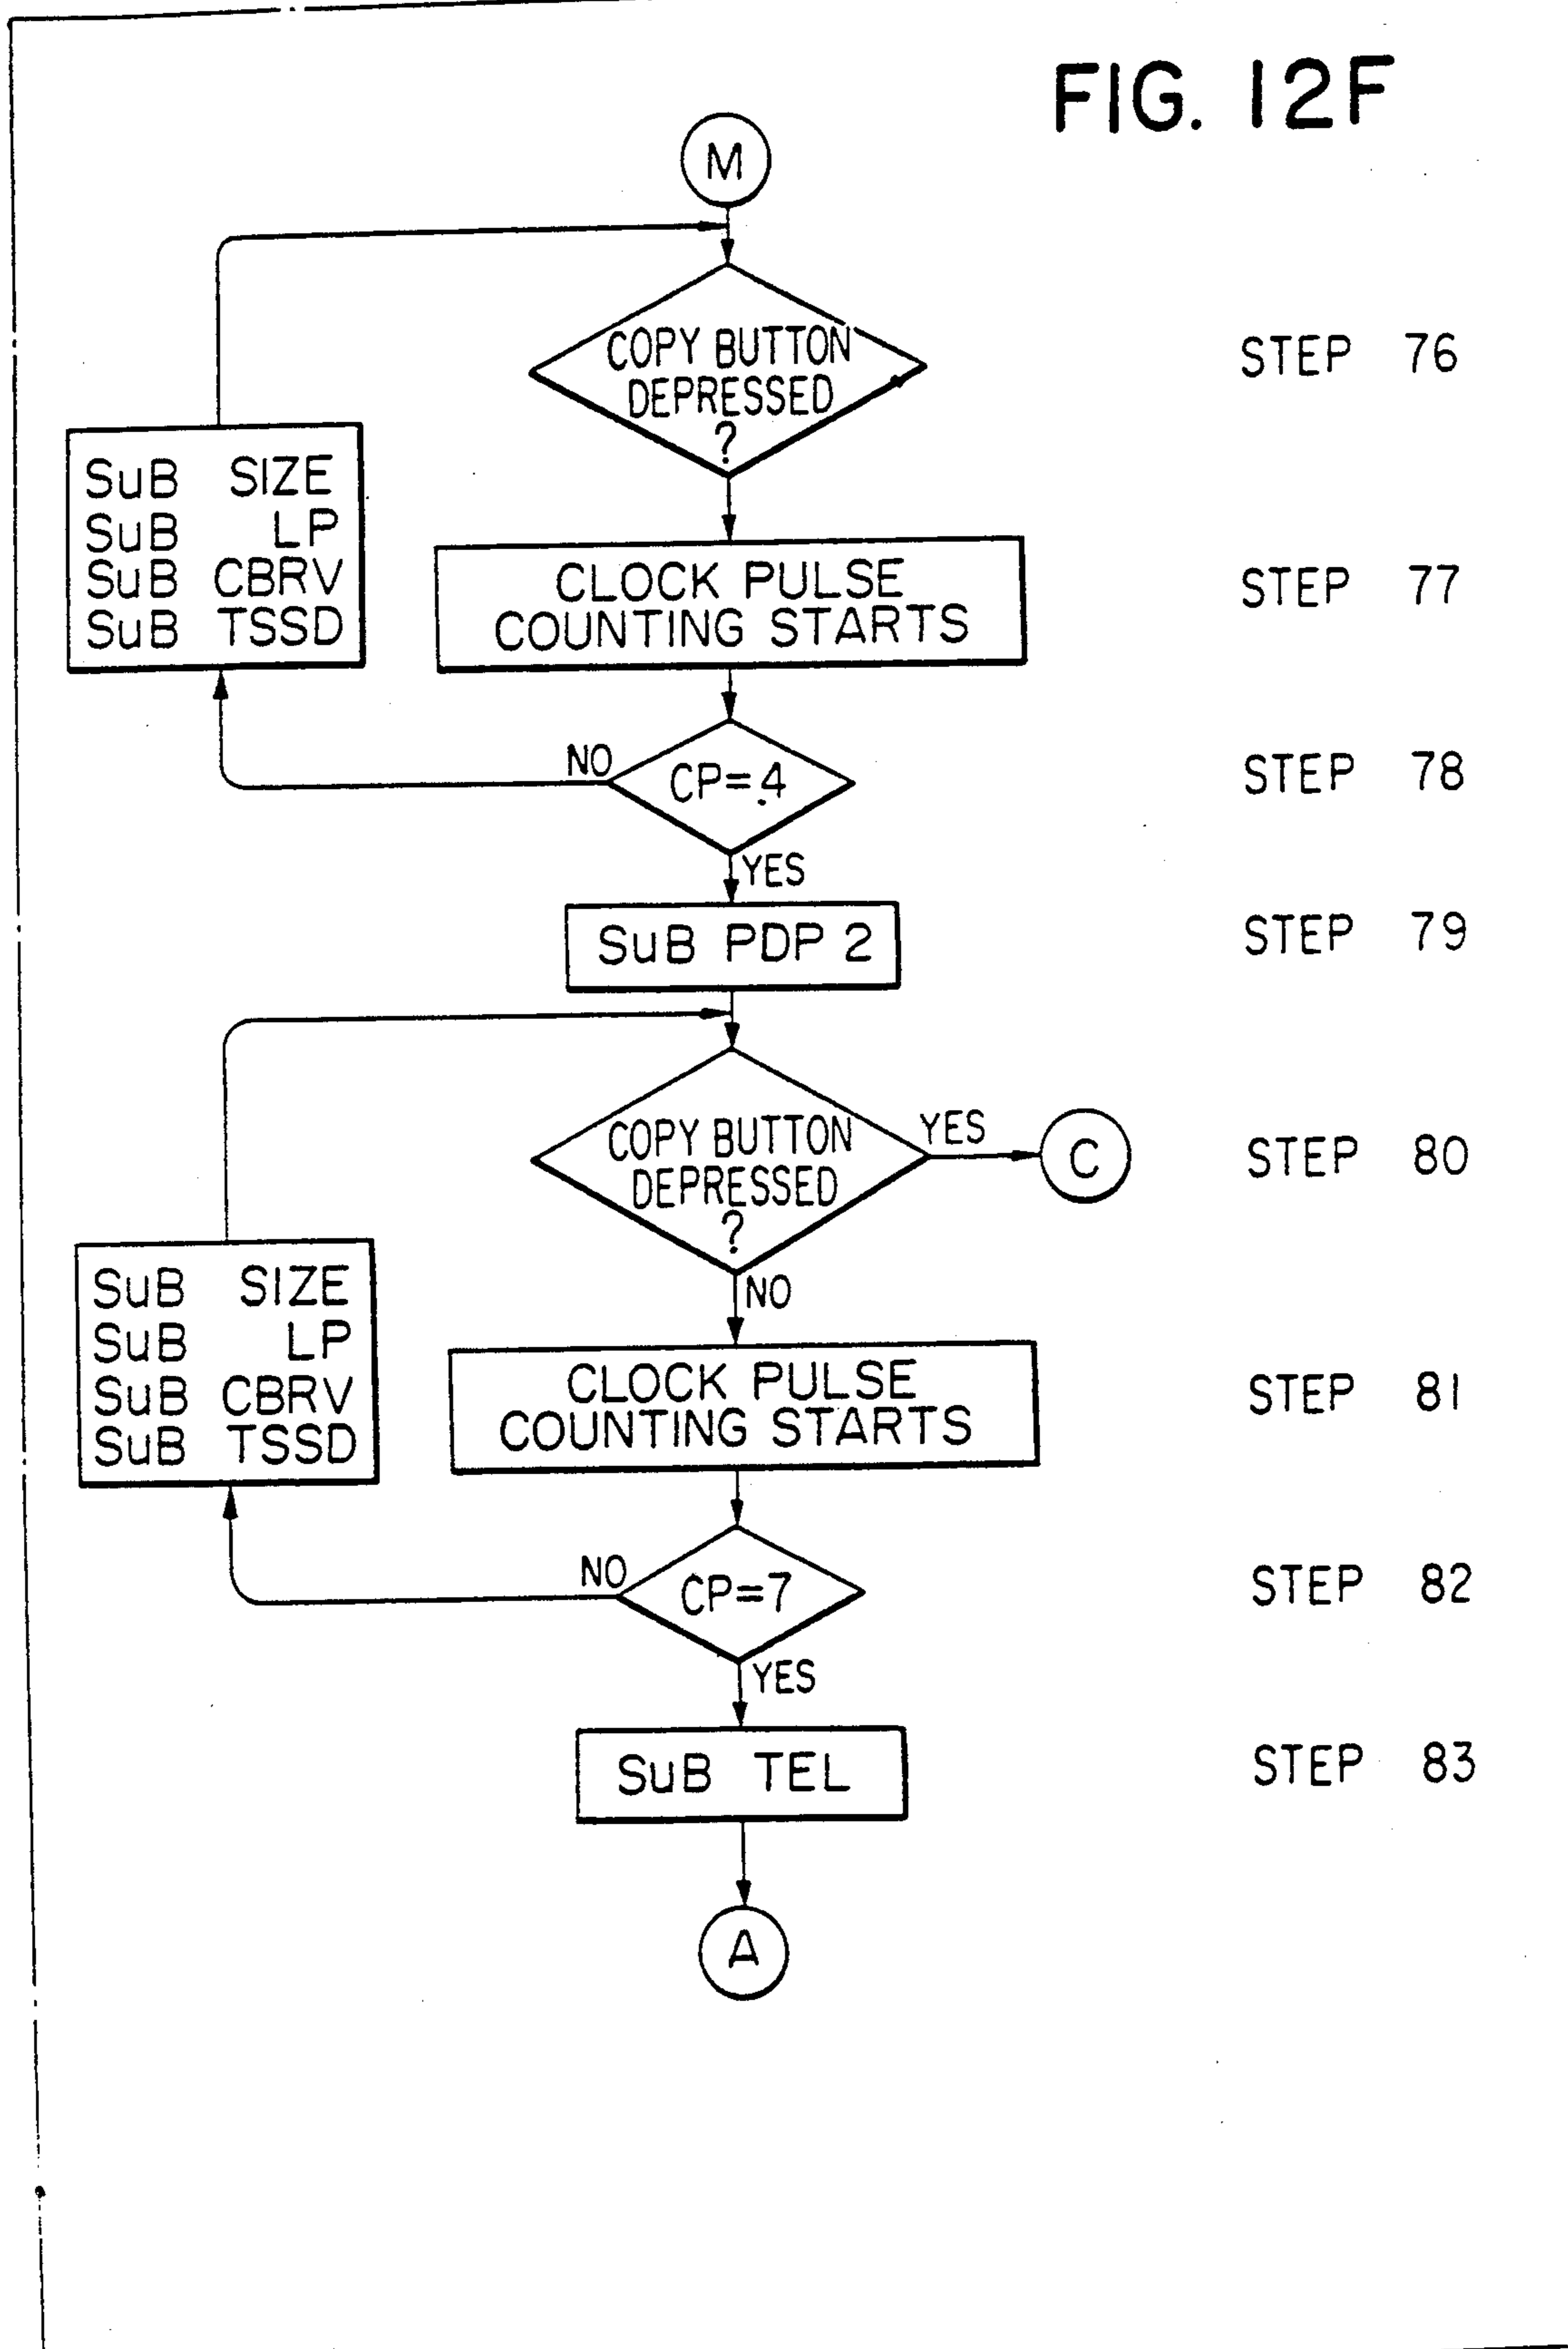 FIG. 12F
M
COPY BUTTON
DEPRESSED
?
STEP 76
SuB SIZE
SuB LP
SuB CBRV
SuB TSSD
CLOCK PULSE
COUNTING STARTS
STEP 77
NO
CP=4
STEP 78
YES
SuB PDP 2
STEP 79
COPY BUTTON
DEPRESSED
?
YES
C
STEP 80
NO
SuB SIZE
SuB LP
SuB CBRV
SuB TSSD
CLOCK PULSE
COUNTING STARTS
STEP 81
NO
CP=7
STEP 82
YES
SuB TEL
STEP 83
A